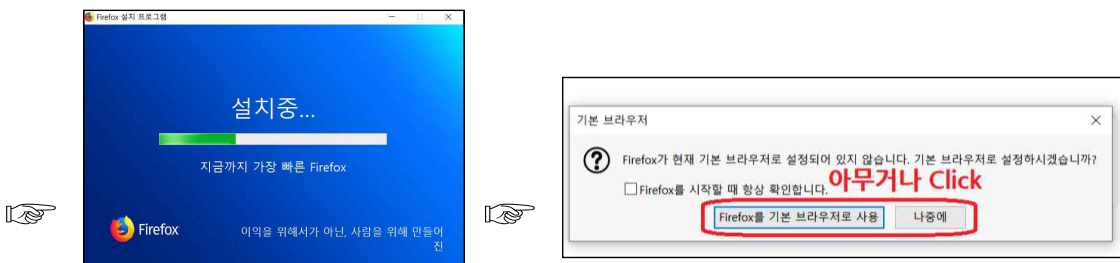 Firefox 설치 프로그램
설치중...
지금까지 가장 빠른 Firefox
Firefox
이익을 위해서가 아닌, 사람을 위해 만들어
진
기본 브라우저
Firefox가 현재 기본 브라우저로 설정되어 있지 않습니다. 기본 브라우저로 설정하시겠습니까?
Firefox를 시작할 때 항상 확인합니다.
아무거나 Click
Firefox를 기본 브라우저로 사용
나중에